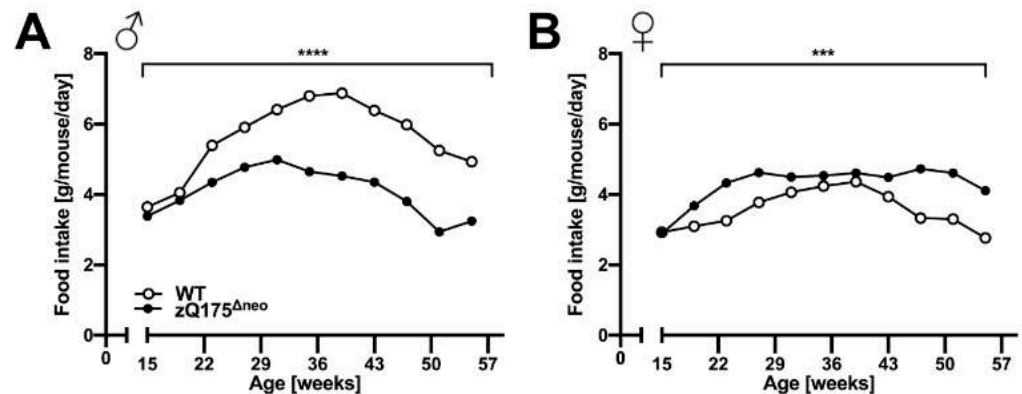 A ♂
****
8
6
4
2
0
Food intake [g/mouse/day]
WT
zQ175Δneo
0 15 22 29 36 43 50 57
Age [weeks]
B ♀
***
8
6
4
2
0
Food intake [g/mouse/day]
0 15 22 29 36 43 50 57
Age [weeks]